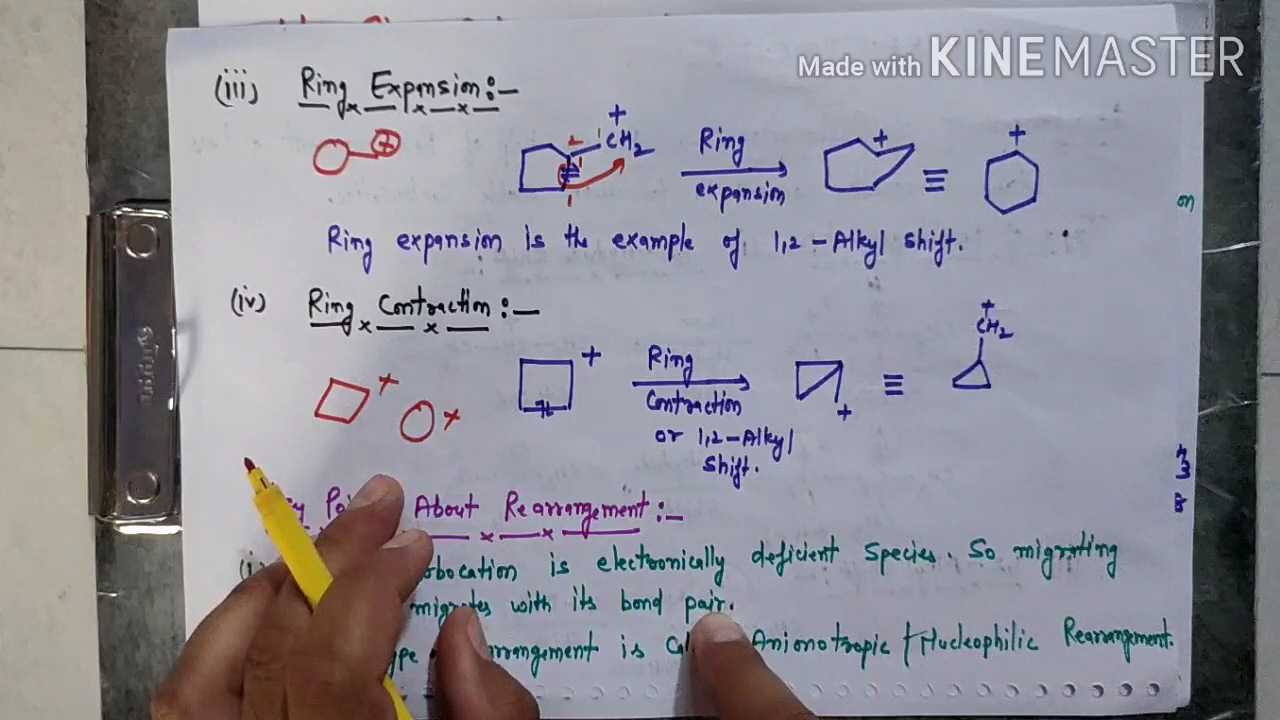 Made with KINEMASTER
(iii) Ring Expansion:-
+
CH2
Ring
expansion
+
≡
+
Ring expansion is the example of 1,2-Alkyl shift.
on
(iv) Ring Contraction:-
+
Ring
Contraction
or 1,2-Alkyl
shift.
+
≡
+
CH2
About Rearrangement:-
is electronically deficient species. So migrating
migrates with its bond pair.
rrangement is Anionotropic / Nucleophilic Rearrangement.